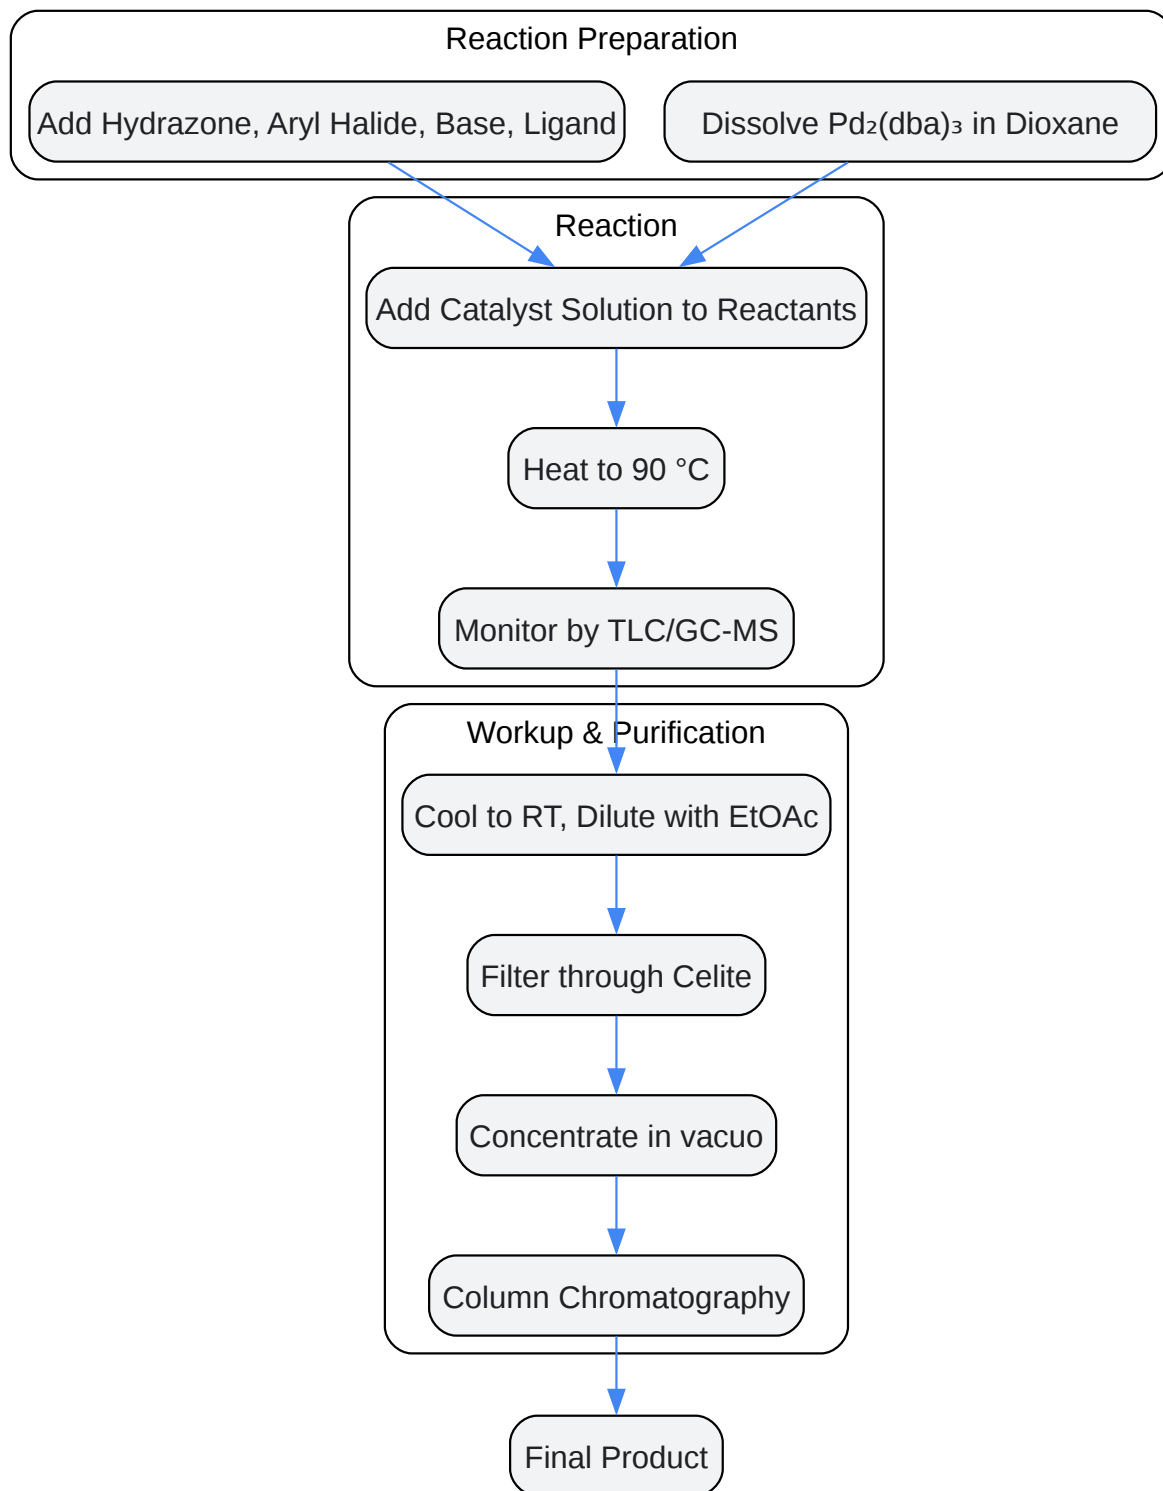 Reaction Preparation
Add Hydrazone, Aryl Halide, Base, Ligand
Dissolve Pd₂(dba)₃ in Dioxane
Reaction
Add Catalyst Solution to Reactants
Heat to 90 °C
Monitor by TLC/GC-MS
Workup & Purification
Cool to RT, Dilute with EtOAc
Filter through Celite
Concentrate in vacuo
Column Chromatography
Final Product